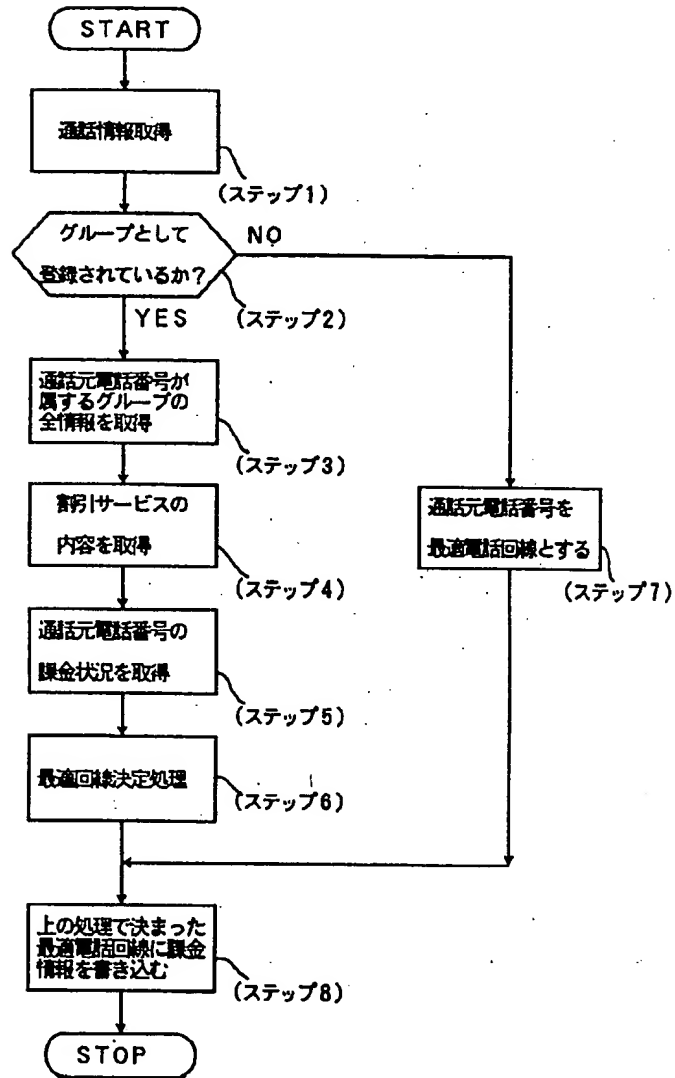 START
通話情報取得
(ステップ1)
グループとして
登録されているか?
NO
YES
(ステップ2)
通話元電話番号が
属するグループの
全情報を取得
(ステップ3)
割引サービスの
内容を取得
(ステップ4)
通話元電話番号を
最適電話回線とする
(ステップ7)
通話元電話番号の
課金状況を取得
(ステップ5)
最適回線決定処理
(ステップ6)
上の処理で決まった
最適電話回線に課金
情報を書き込む
(ステップ8)
STOP